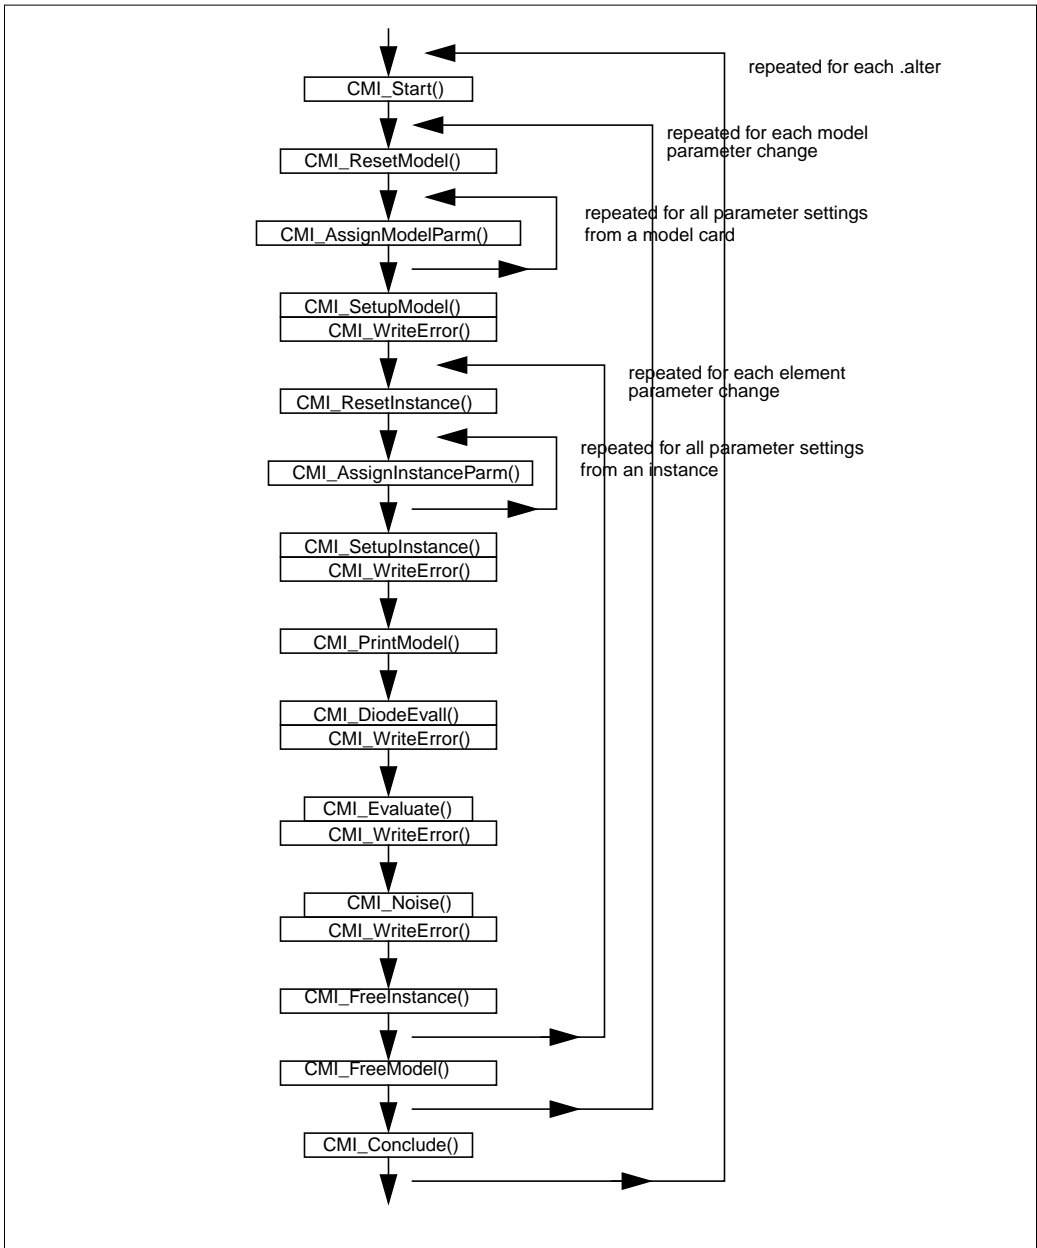 repeated for each .alter
CMI_Start()
repeated for each model
parameter change
CMI_ResetModel()
repeated for all parameter settings
from a model card
CMI_AssignModelParm()
CMI_SetupModel()
CMI_WriteError()
repeated for each element
parameter change
CMI_ResetInstance()
repeated for all parameter settings
from an instance
CMI_AssignInstanceParm()
CMI_SetupInstance()
CMI_WriteError()
CMI_PrintModel()
CMI_DiodeEvall()
CMI_WriteError()
CMI_Evaluate()
CMI_WriteError()
CMI_Noise()
CMI_WriteError()
CMI_FreeInstance()
CMI_FreeModel()
CMI_Conclude()